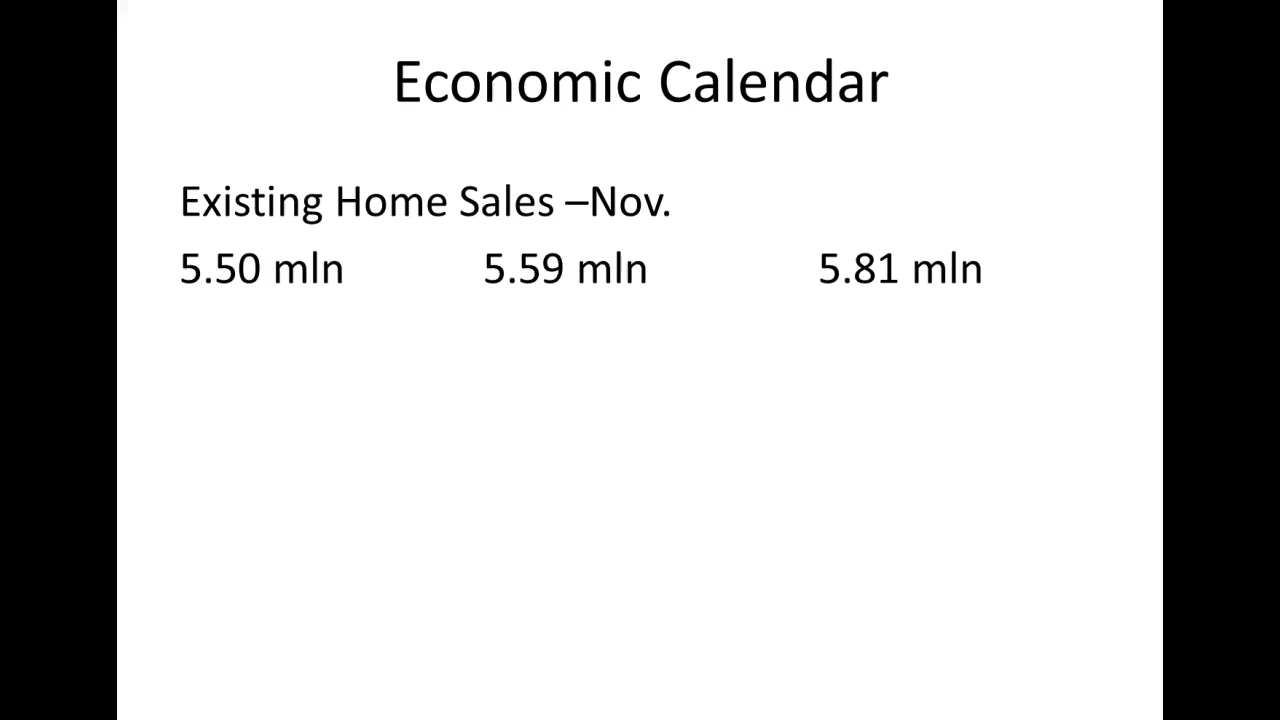 Economic Calendar
Existing Home Sales –Nov.
5.50 mln 5.59 mln 5.81 mln